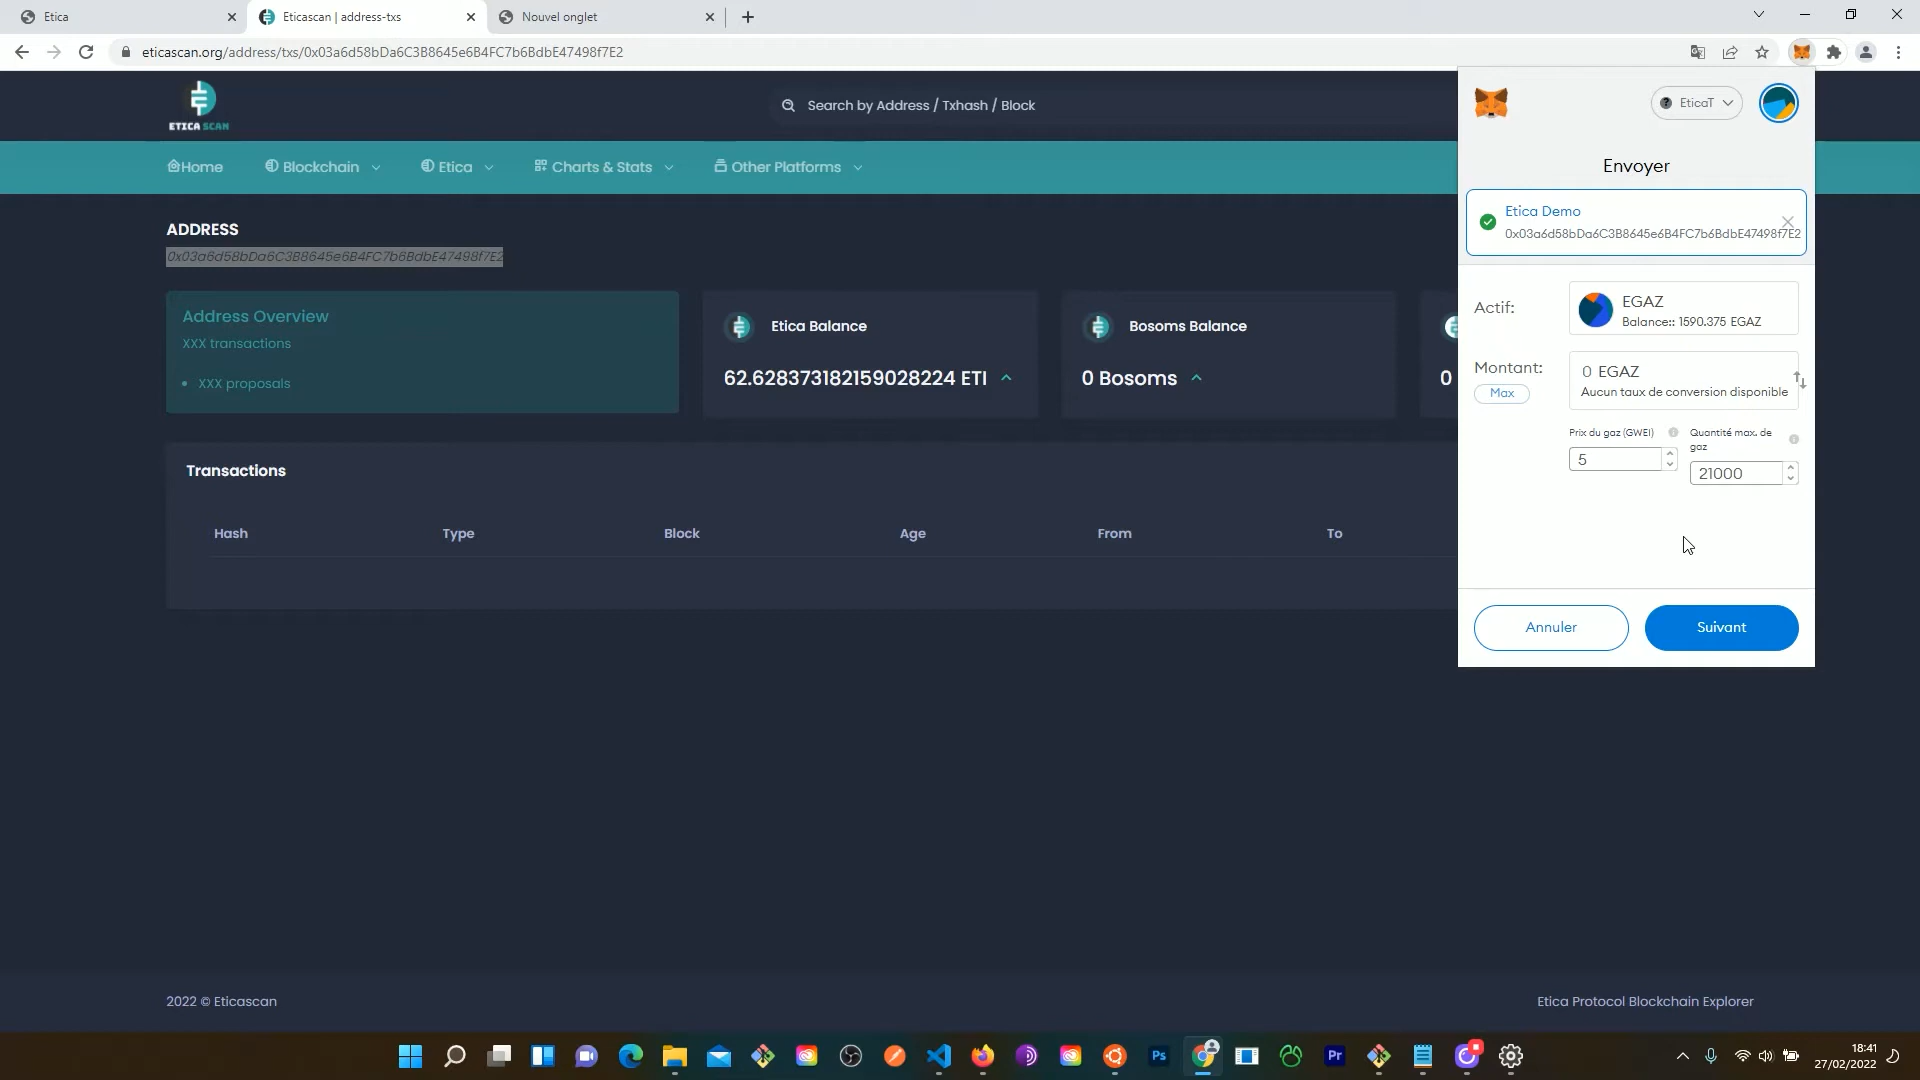 Etica
Eticascan | address-txs
Nouvel onglet
eticascan.org/address/txs/0x03a6d58bDa6C3B8645e6B4FC7b6BdbE47498f7E2
ETICA SCAN
Search by Address / Txhash / Block
Home
Blockchain
Etica
Charts & Stats
Other Platforms
ADDRESS
0x03a6d58bDa6C3B8645e6B4FC7b6BdbE47498f7E2
Address Overview
XXX transactions
XXX proposals
Etica Balance
62.628373182159028224 ETI
Bosoms Balance
0 Bosoms
0
Transactions
Hash Type Block Age From To
EticaT
Envoyer
Etica Demo
0x03a6d58bDa6C3B8645e6B4FC7b6BdbE47498f7E2
Actif:
EGAZ
Balance:: 1590.375 EGAZ
Montant:
Max
0 EGAZ
Aucun taux de conversion disponible
Prix du gaz (GWEI)
5
Quantité max. de
gaz
21000
Annuler
Suivant
2022 © Eticascan
Etica Protocol Blockchain Explorer
Ps
Pr
18:41
27/02/2022